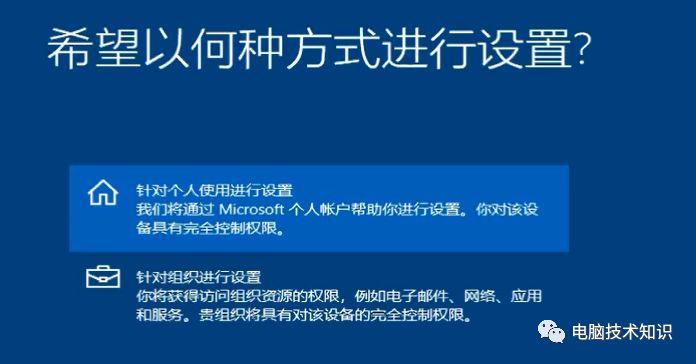 希望以何种方式进行设置?
针对个人使用进行设置
我们将通过 Microsoft 个人帐户帮助你进行设置。你对该设
备具有完全控制权限。
针对组织进行设置
你将获得访问组织资源的权限，例如电子邮件、网络、应用
和服务。贵组织将具有对该设备的完全控制权限。
电脑技术知识